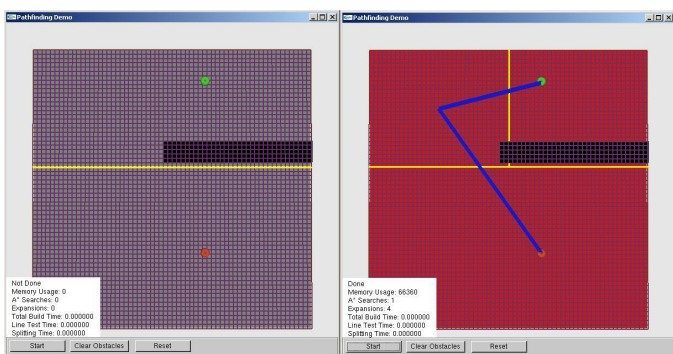 Pathfinding Demo
Not Done
Memory Usage: 0
A* Searches: 0
Expansions: 0
Total Build Time: 0.000000
Line Test Time: 0.000000
Splitting Time: 0.000000
Start
Clear Obstacles
Reset
Pathfinding Demo
Done
Memory Usage: 86360
A* Searches: 1
Expansions: 4
Total Build Time: 0.000000
Line Test Time: 0.000000
Splitting Time: 0.000000
Start
Clear Obstacles
Reset